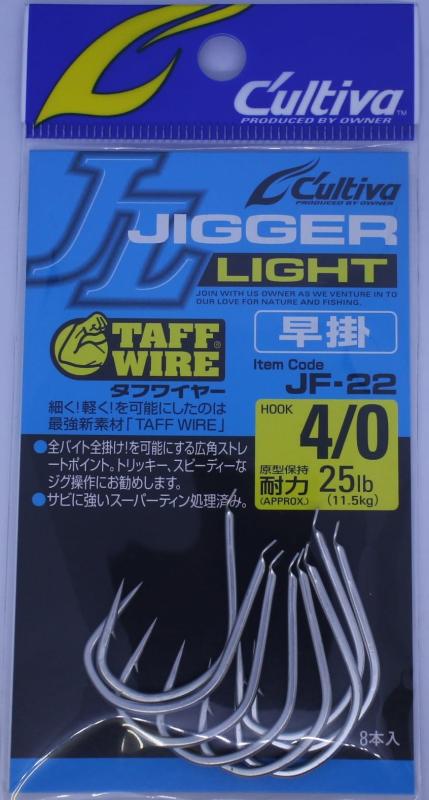 C'ultiva™
PRODUCED BY OWNER
C'ultiva
PRODUCED BY OWNER
JL
JIGGER
LIGHT
JOIN WITH US OWNER AS WE VENTURE IN TO
OUR LOVE FOR NATURE AND FISHING.
TAFF®
WIRE
タフワイヤー
早掛
Item Code
JF-22
細く!軽く!を可能にしたのは
最強新素材「TAFF WIRE」
HOOK
4/0
原型保持
耐力
(APPROX.)
25lb
(11.5kg)
●全バイト全掛け!を可能にする広角ストレ
ートポイント。トリッキー、スピーディーな
ジグ操作にお勧めします。
●サビに強いスーパーティン処理済み。
8本入